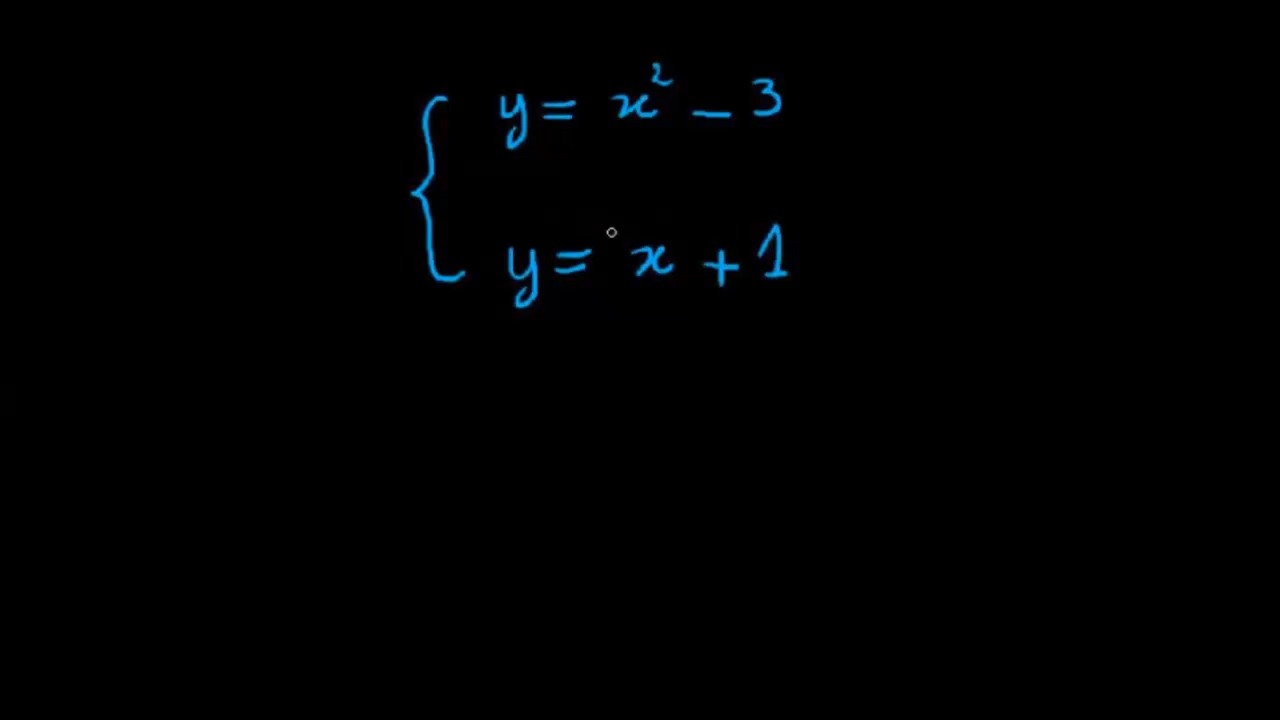 y = x² - 3
y = x + 1